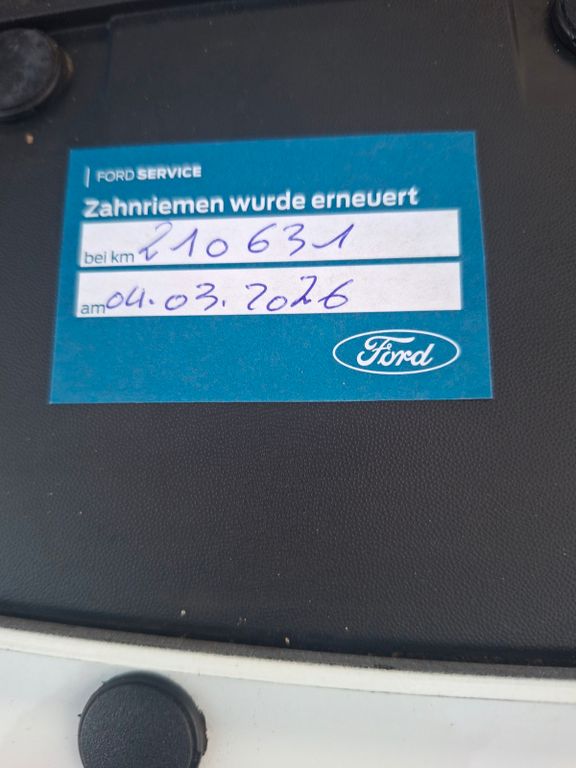 | FORD SERVICE
Zahnriemen wurde erneuert
bei km 210631
am 04.03.2026
Ford